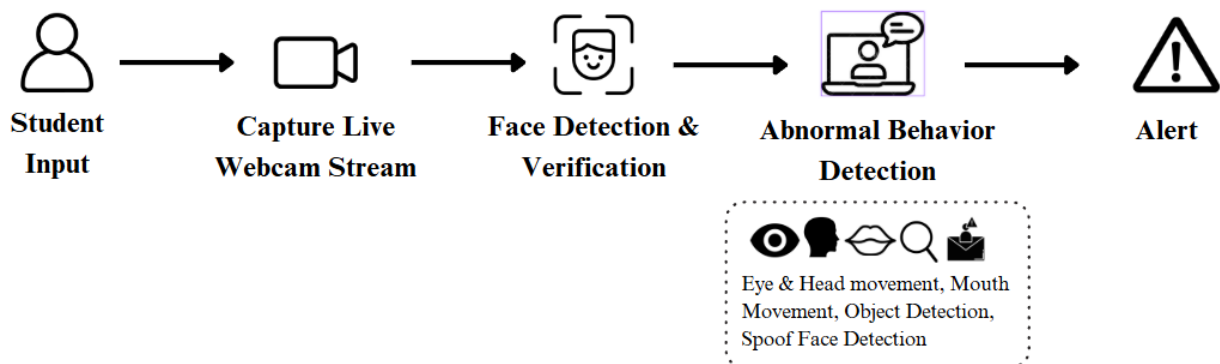 Student
Input
Capture Live
Webcam Stream
Face Detection &
Verification
Abnormal Behavior
Detection
Alert
Eye & Head movement, Mouth
Movement, Object Detection,
Spoof Face Detection